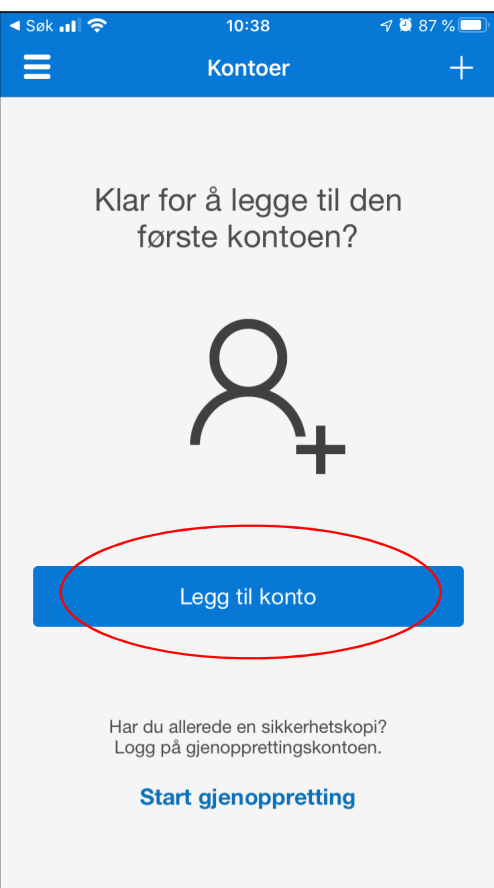 Søk 10:38 87 %
Kontoer
Klar for å legge til den
første kontoen?
Legg til konto
Har du allerede en sikkerhetskopi?
Logg på gjenopprettingskontoen.
Start gjenoppretting